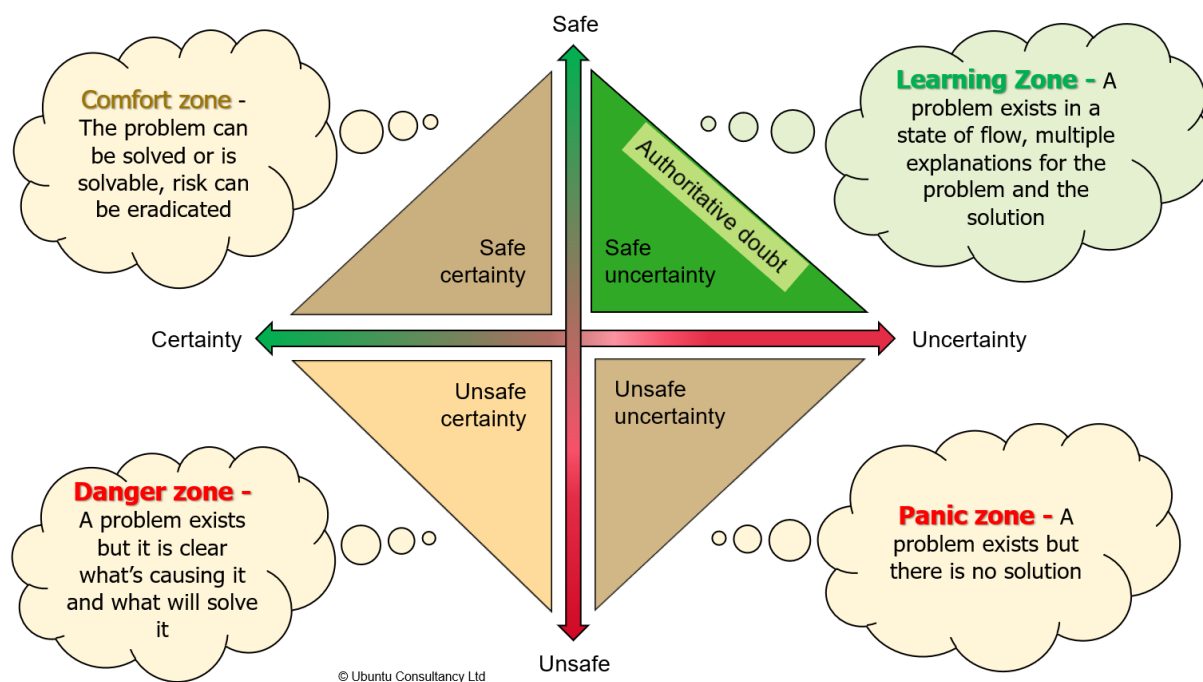 Safe
Comfort zone -
The problem can
be solved or is
solvable, risk can
be eradicated
Learning Zone - A
problem exists in a
state of flow, multiple
explanations for the
problem and the
solution
Authoritative doubt
Safe
certainty
Safe
uncertainty
Certainty
Uncertainty
Unsafe
certainty
Unsafe
uncertainty
Danger zone -
A problem exists
but it is clear
what's causing it
and what will solve
it
Panic zone - A
problem exists but
there is no solution
Unsafe
© Ubuntu Consultancy Ltd